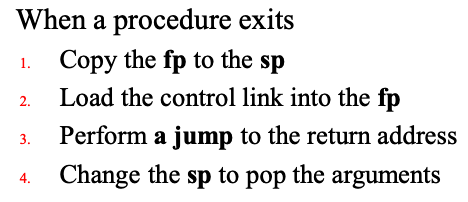 When a procedure exits
1. Copy the fp to the sp
2. Load the control link into the fp
3. Perform a jump to the return address
4. Change the sp to pop the arguments